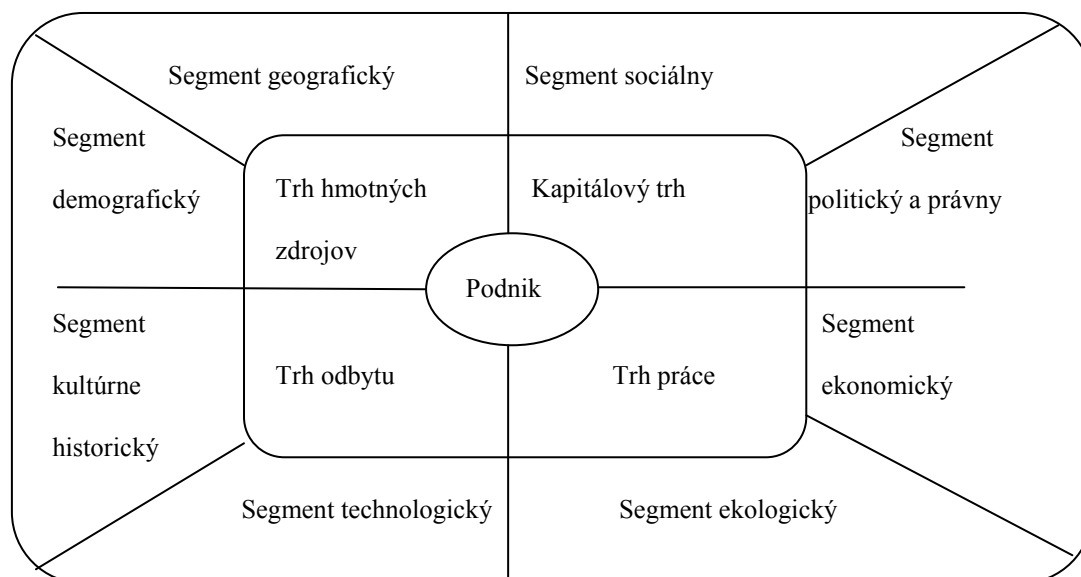 Segment geografický
Segment sociálny
Segment
demografický
Segment
politický a právny
Trh hmotných
zdrojov
Kapitálový trh
Podnik
Segment
kultúrne
historický
Trh odbytu
Trh práce
Segment
ekonomický
Segment technologický
Segment ekologický